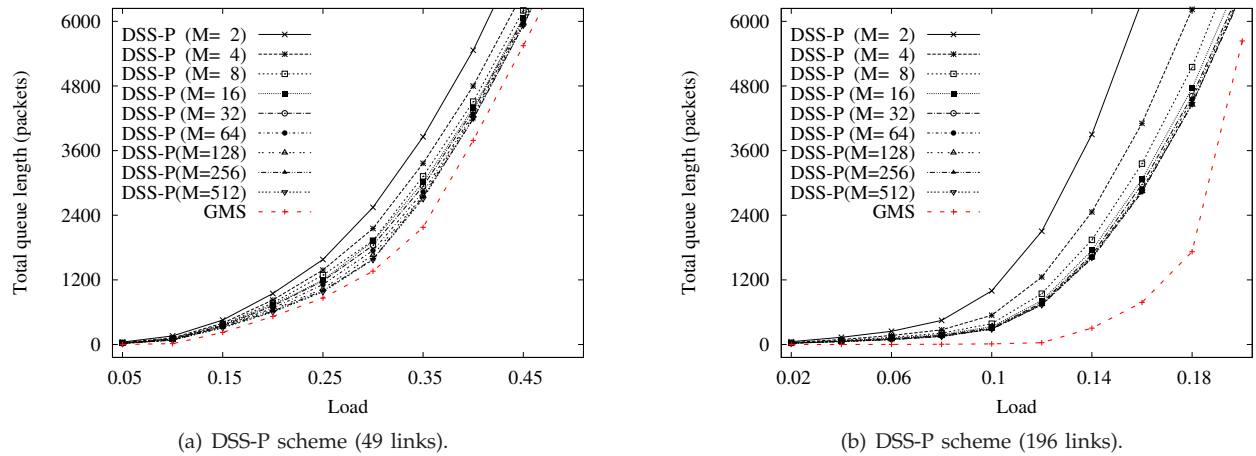 Total queue length (packets)
6000
4800
3600
2400
1200
0
DSS-P (M= 2)
DSS-P (M= 4)
DSS-P (M= 8)
DSS-P (M= 16)
DSS-P (M= 32)
DSS-P (M= 64)
DSS-P(M=128)
DSS-P(M=256)
DSS-P(M=512)
GMS
0.05 0.15 0.25 0.35 0.45
Load
(a) DSS-P scheme (49 links).
Total queue length (packets)
6000
4800
3600
2400
1200
0
DSS-P (M= 2)
DSS-P (M= 4)
DSS-P (M= 8)
DSS-P (M= 16)
DSS-P (M= 32)
DSS-P (M= 64)
DSS-P(M=128)
DSS-P(M=256)
DSS-P(M=512)
GMS
0.02 0.06 0.1 0.14 0.18
Load
(b) DSS-P scheme (196 links).